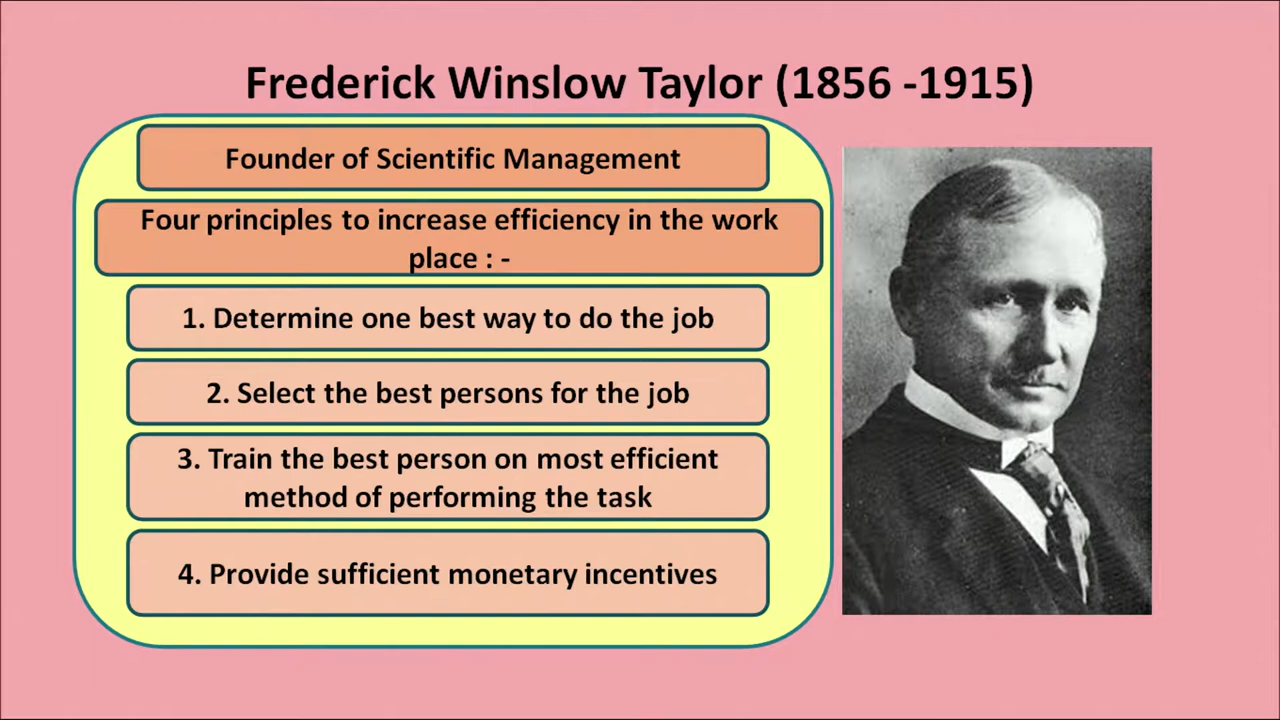 Frederick Winslow Taylor (1856 -1915)
Founder of Scientific Management
Four principles to increase efficiency in the work
place : -
1. Determine one best way to do the job
2. Select the best persons for the job
3. Train the best person on most efficient
method of performing the task
4. Provide sufficient monetary incentives